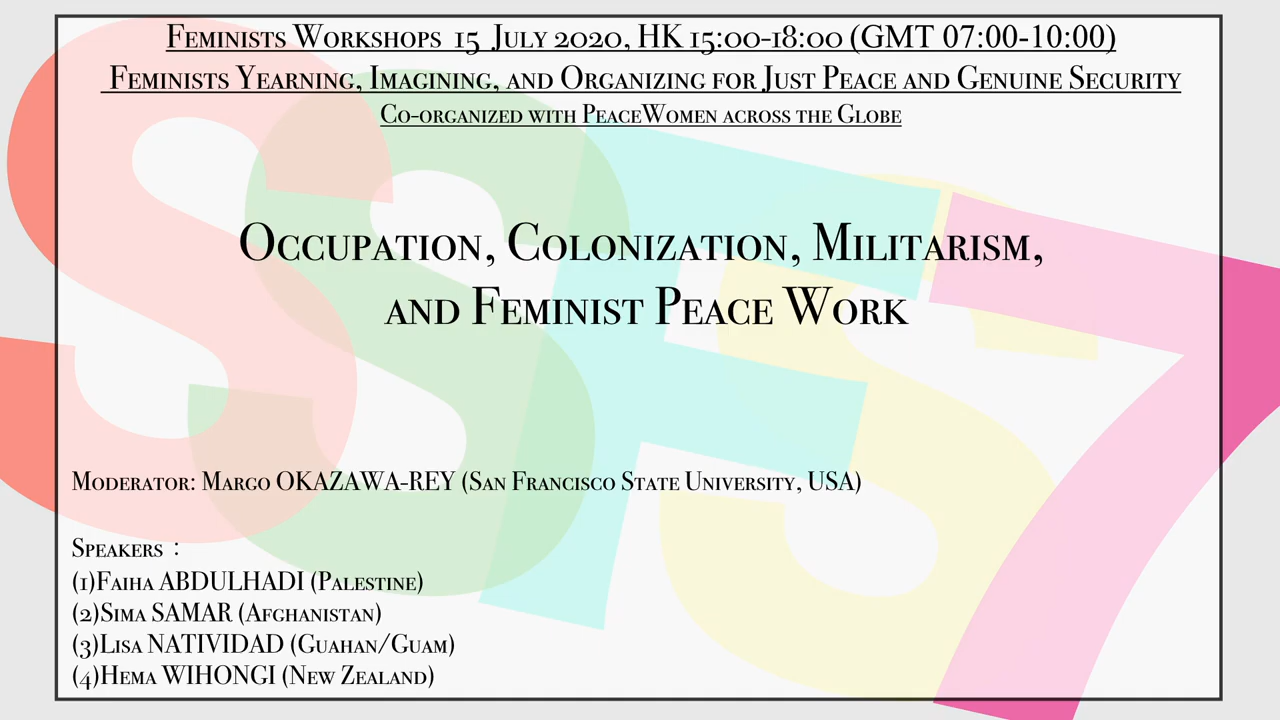 Feminists Workshops 15 July 2020, HK 15:00-18:00 (GMT 07:00-10:00)
Feminists Yearning, Imagining, and Organizing for Just Peace and Genuine Security
Co-organized with PeaceWomen across the Globe
Occupation, Colonization, Militarism,
and Feminist Peace Work
Moderator: Margo OKAZAWA-REY (San Francisco State University, USA)
Speakers：
(1)Faiha ABDULHADI (Palestine)
(2)Sima SAMAR (Afghanistan)
(3)Lisa NATIVIDAD (Guahan/Guam)
(4)Hema WIHONGI (New Zealand)
SSFS7